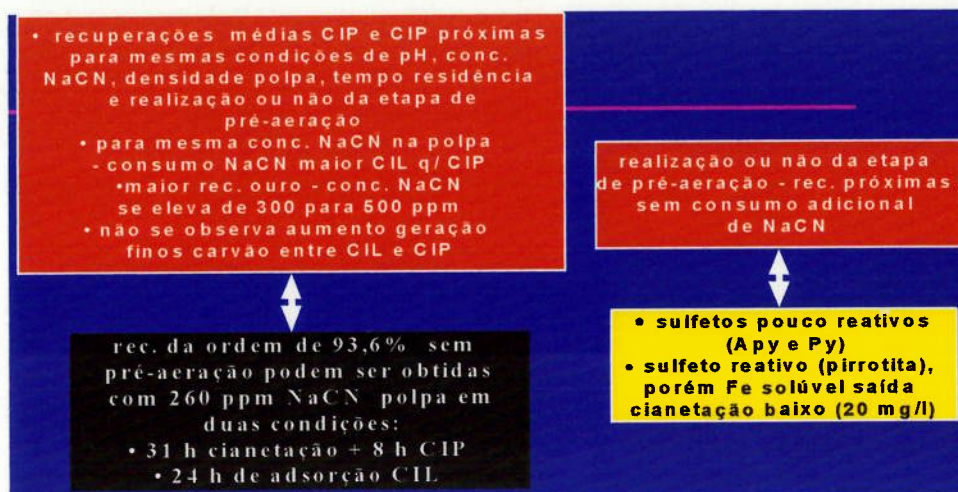 • recuperações médias CIP e CIP próximas
para mesmas condições de pH, conc.
NaCN, densidade polpa, tempo residência
e realização ou não da etapa de
pré-aeração
• para mesma conc. NaCN na polpa
- consumo NaCN maior CIL q/ CIP
•maior rec. ouro - conc. NaCN
se eleva de 300 para 500 ppm
• não se observa aumento geração
finos carvão entre CIL e CIP
realização ou não da etapa
de pré-aeração - rec. próximas
sem consumo adicional
de NaCN
rec. da ordem de 93,6% sem
pré-aeração podem ser obtidas
com 260 ppm NaCN polpa em
duas condições:
• 31 h cianetação + 8 h CIP
• 24 h de adsorção CIL
• sulfetos pouco reativos
(Apy e Py)
• sulfeto reativo (pirrotita),
porém Fe solúvel saída
cianetação baixo (20 mg/l)